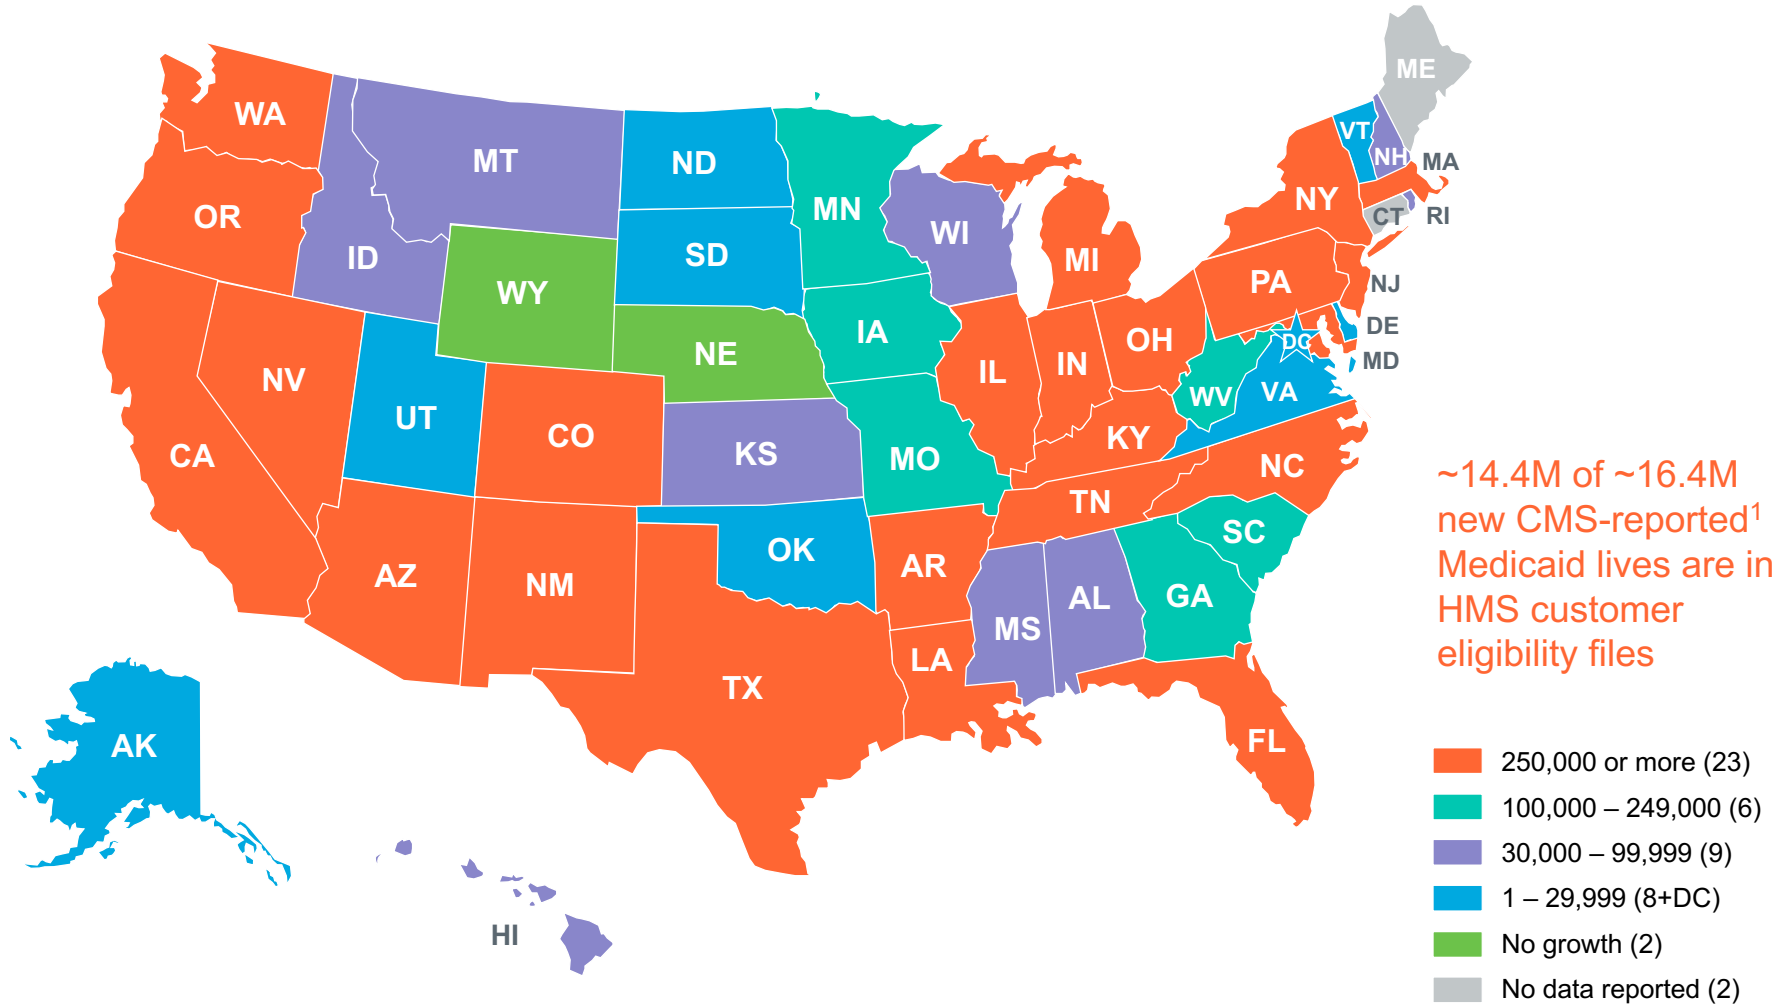 ME
WA
VT
MT
ND
NH
MA
NY
MN
OR
CT
RI
WI
ID
SD
MI
PA
NJ
WY
DE
IA
OH
DC
NE
MD
IN
NV
IL
VA
WV
UT
CO
KY
KS
CA
MO
NC
TN
SC
OK
AR
AZ
NM
GA
AL
MS
LA
TX
FL
AK
HI
~14.4M of ~16.4M
new CMS-reported¹
Medicaid lives are in
HMS customer
eligibility files
250,000 or more (23)
100,000 – 249,000 (6)
30,000 – 99,999 (9)
1 – 29,999 (8+DC)
No growth (2)
No data reported (2)